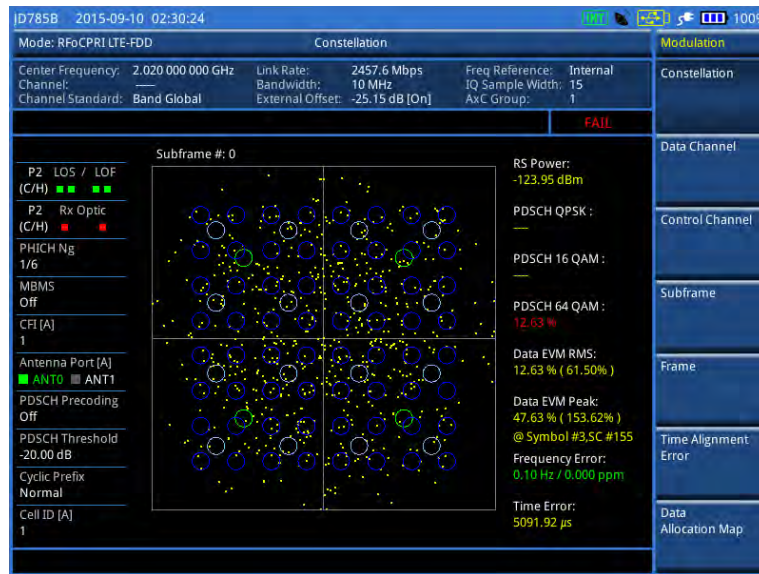 JD785B 2015-09-10 02:30:24
INT
100%
Mode: RFoCPRI LTE-FDD Constellation
Modulation
Center Frequency: 2.020 000 000 GHz Link Rate: 2457.6 Mbps Freq Reference: Internal
Channel: — Bandwidth: 10 MHz IQ Sample Width: 15
Channel Standard: Band Global External Offset: -25.15 dB [On] AxC Group: 1
FAIL
Constellation
Data Channel
Control Channel
Subframe
Frame
Time Alignment
Error
Data
Allocation Map
Subframe #: 0
P2 LOS / LOF
(C/H)
P2 Rx Optic
(C/H)
PHICH Ng
1/6
MBMS
Off
CFI [A]
1
Antenna Port [A]
ANT0 ANT1
PDSCH Precoding
Off
PDSCH Threshold
-20.00 dB
Cyclic Prefix
Normal
Cell ID [A]
1
RS Power:
-123.95 dBm
PDSCH QPSK :
—
PDSCH 16 QAM :
—
PDSCH 64 QAM :
12.63 %
Data EVM RMS:
12.63 % ( 61.50% )
Data EVM Peak:
47.63 % ( 153.62% )
@ Symbol #3,SC #155
Frequency Error:
0.10 Hz / 0.000 ppm
Time Error:
5091.92 µs